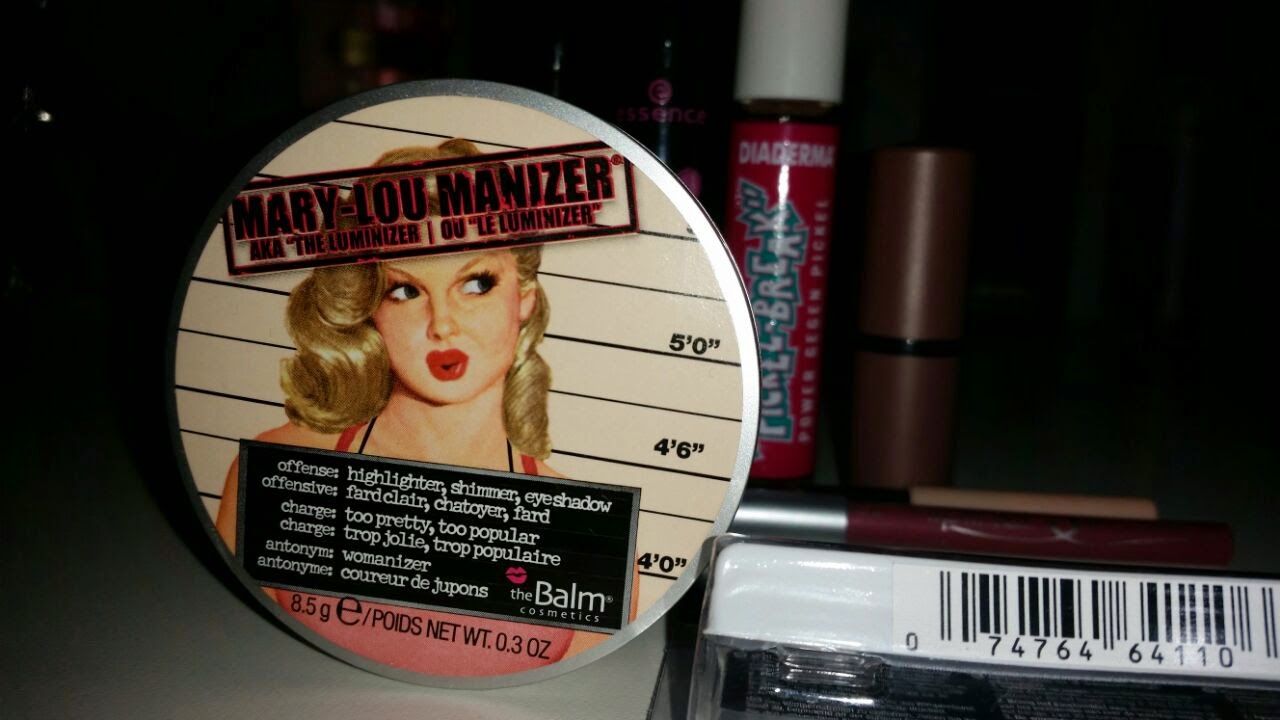 MARY-LOU MANIZER®
AKA "THE LUMINIZER | OU "LE LUMINIZER"
5'0"
4'6"
4'0"
offense: highlighter, shimmer, eyeshadow
offensive: fard clair, chatoyer, fard
charge: too pretty, too popular
charge: trop jolie, trop populaire
antonym: womanizer
antonyme: coureur de jupons
theBalm®
cosmetics
8.5 g e/POIDS NET WT. 0.3 OZ
essence
DIADERMA
PICKEL-BREAK
POWER GEGEN PICKEL
0 74764 64110